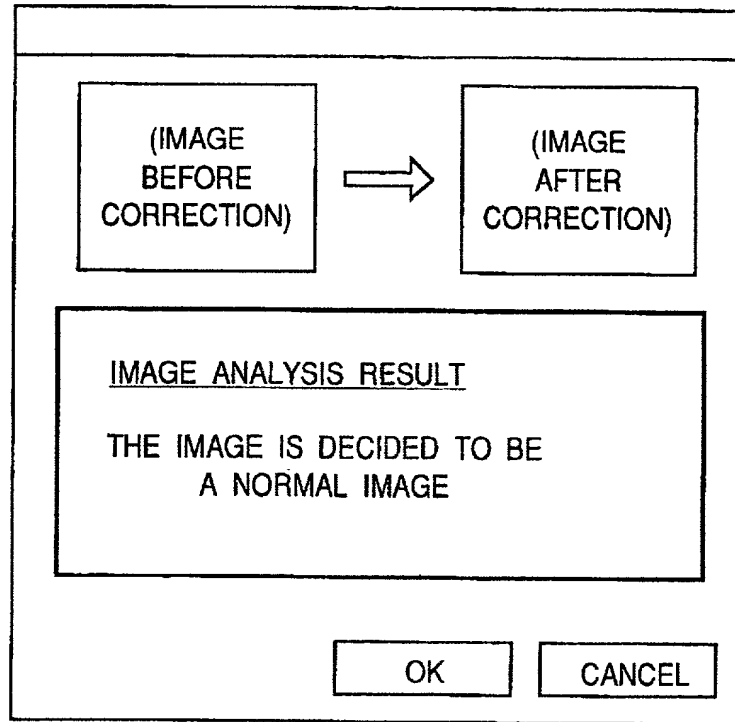 (IMAGE
BEFORE
CORRECTION)
(IMAGE
AFTER
CORRECTION)
IMAGE ANALYSIS RESULT
THE IMAGE IS DECIDED TO BE
A NORMAL IMAGE
OK
CANCEL